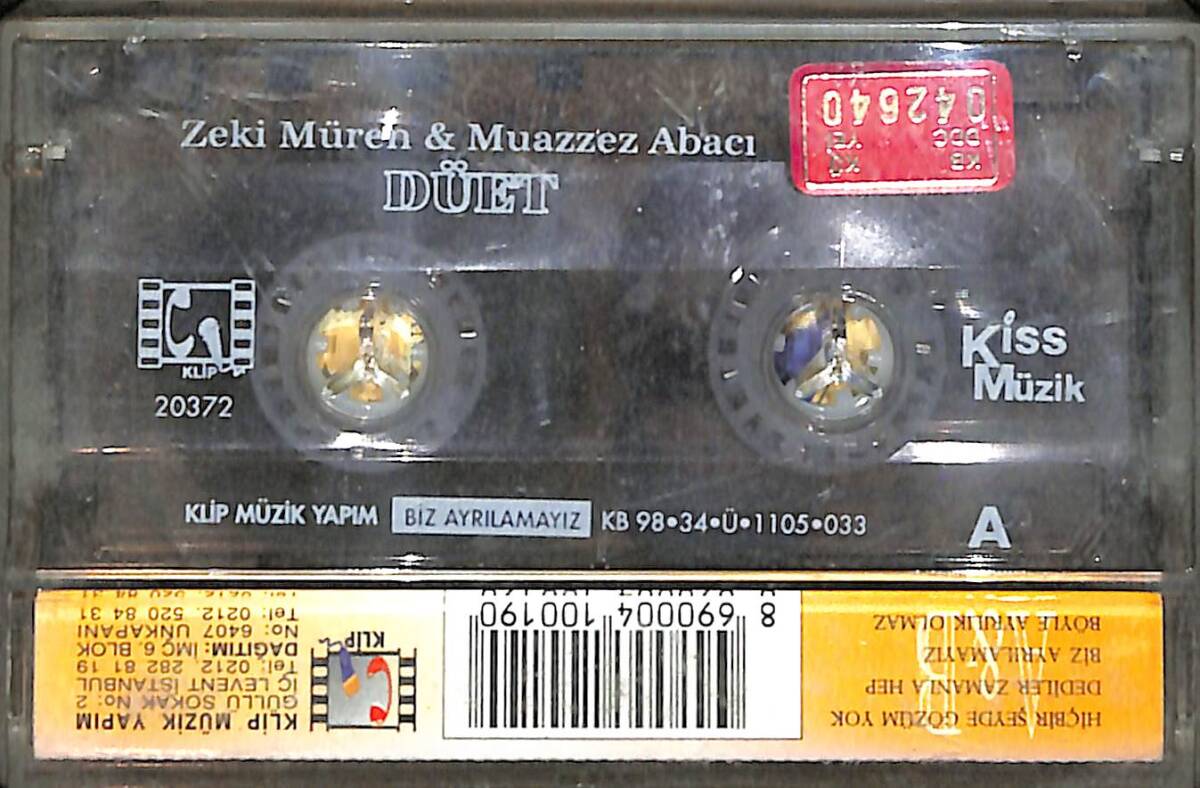 Zeki Müren & Muazzez Abacı
DÜET
042640
KB
DDC
KLİP
20372
Kiss
Müzik
KLİP MÜZİK YAPIM BİZ AYRILAMAYIZ KB 98•34•Ü•1105•033
A
HİÇBİR ŞEYDE GÖZÜM YOK
DEDİLER ZAMANLA HEP
BİZ AYRILAMAYIZ
BÖYLE AYRILIK OLMAZ
A&B
8 690004 100190
KLİP
KLİP MÜZİK YAPIM
GÜLLÜ SOKAK No: 2
İÇ LEVENT İSTANBUL
Tel: 0212, 282 81 19
DAĞITIM: İMÇ 6. BLOK
No: 6407 UNKAPANI
Tel: 0212. 520 84 31